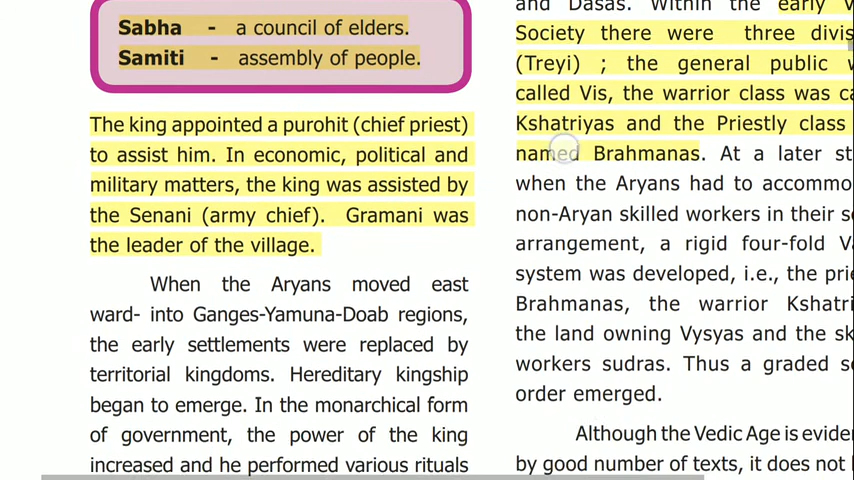 Sabha - a council of elders.
Samiti - assembly of people.
The king appointed a purohit (chief priest)
to assist him. In economic, political and
military matters, the king was assisted by
the Senani (army chief). Gramani was
the leader of the village.
When the Aryans moved east
ward- into Ganges-Yamuna-Doab regions,
the early settlements were replaced by
territorial kingdoms. Hereditary kingship
began to emerge. In the monarchical form
of government, the power of the king
increased and he performed various rituals
and Dasas. Within the early
Society there were three
(Treyi) ; the general public
called Vis, the warrior class was
Kshatriyas and the Priestly class
named Brahmanas. At a later
when the Aryans had to
non-Aryan skilled workers in their
arrangement, a rigid four-fold
system was developed, i.e., the
Brahmanas, the warrior
the land owning Vysyas and the
workers sudras. Thus a graded
order emerged.
Although the Vedic Age is
by good number of texts, it does not